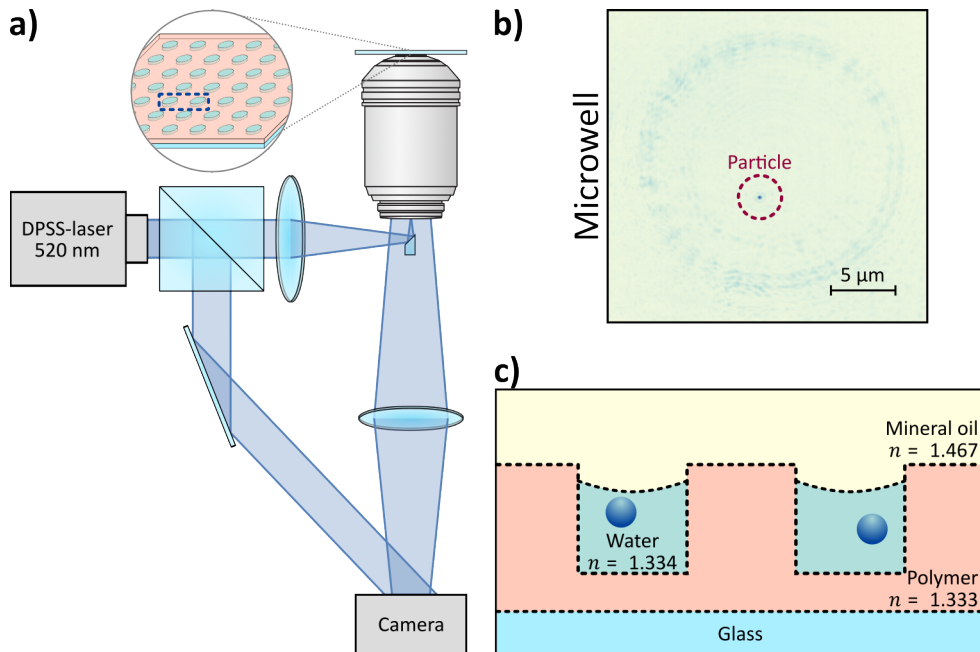 a)
DPSS-laser
520 nm
Camera
b)
Microwell
Particle
5 μm
c)
Mineral oil
n = 1.467
Water
n = 1.334
Polymer
n = 1.333
Glass